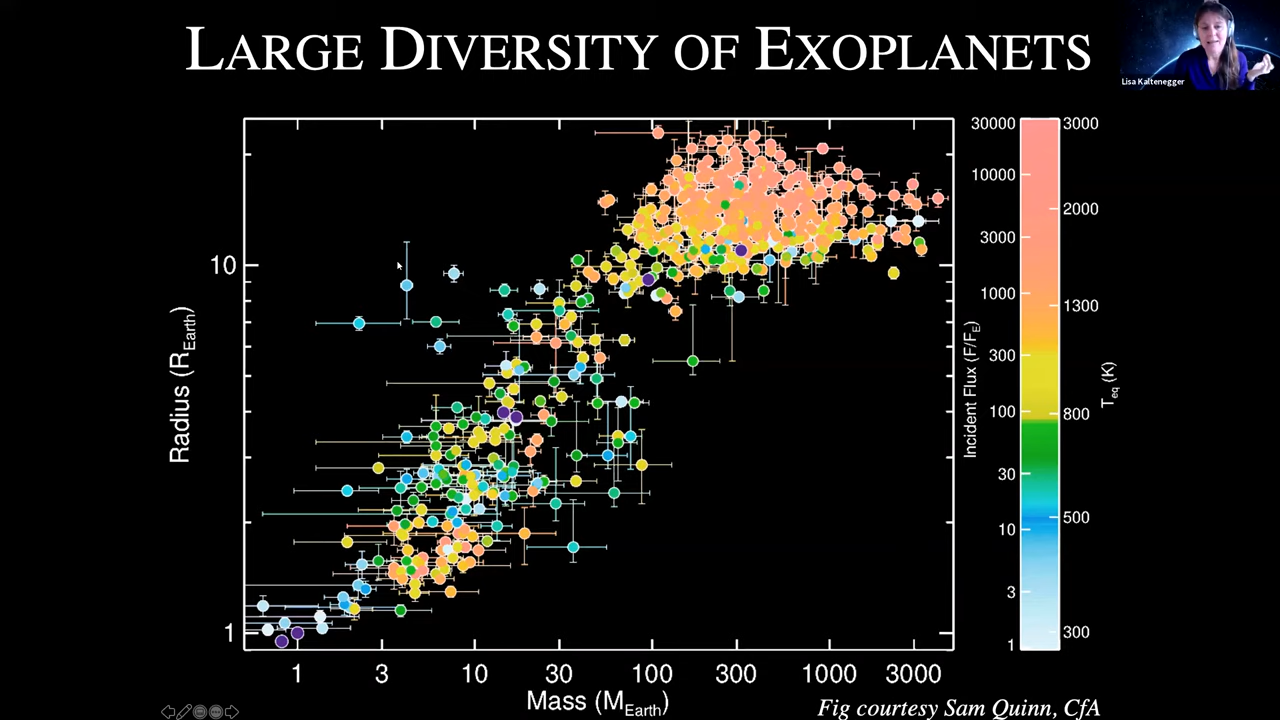 LARGE DIVERSITY OF EXOPLANETS
Lisa Kaltenegger
10
1
Radius (R_Earth)
1 3 10 30 100 300 1000 3000
Mass (M_Earth)
30000
10000
3000
1000
300
100
30
10
3
1
Incident Flux (F/F_E)
3000
2000
1300
800
500
300
T_eq (K)
Fig courtesy Sam Quinn, CfA